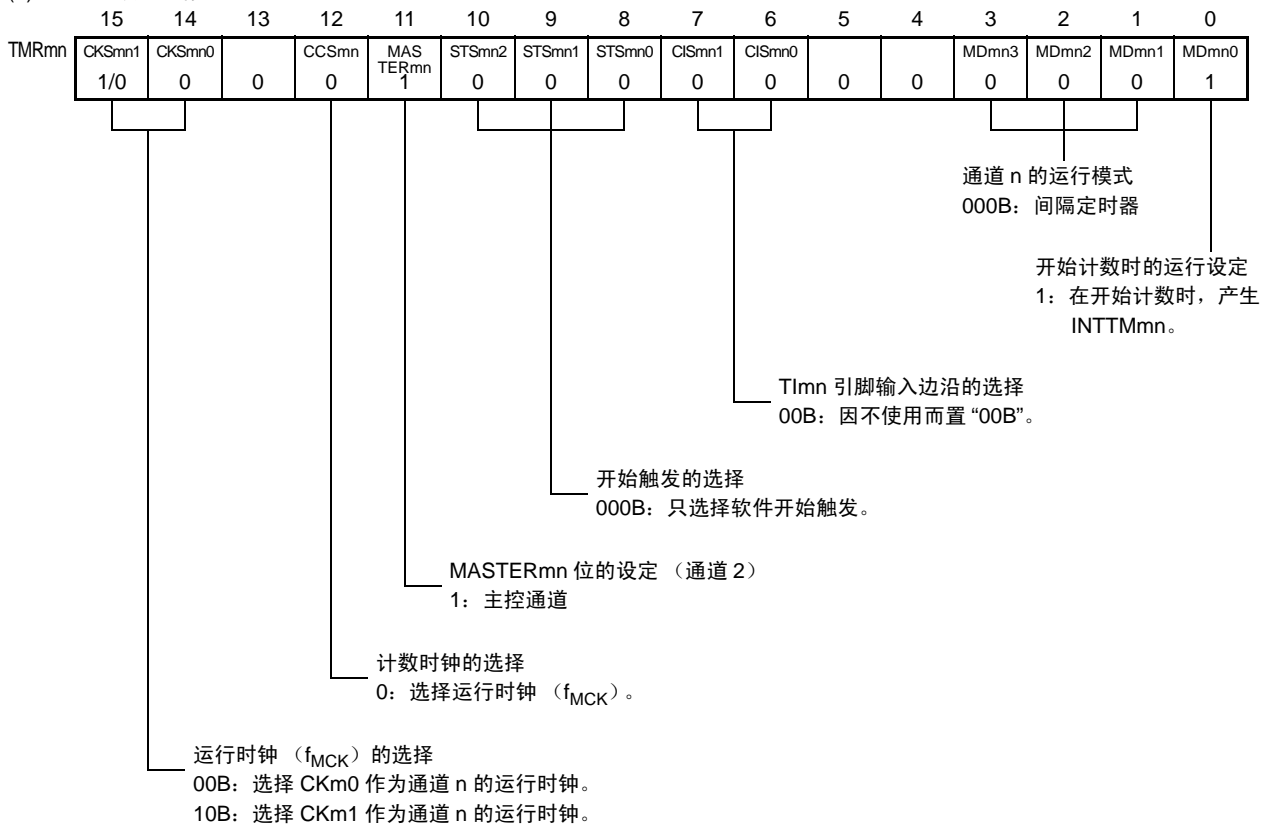 15 14 13 12 11 10 9 8 7 6 5 4 3 2 1 0
TMRmn CKSmn1 CKSmn0 CCSmn MAS TERmn STSmn2 STSmn1 STSmn0 CISmn1 CISmn0 MDmn3 MDmn2 MDmn1 MDmn0
1/0 0 0 0 1 0 0 0 0 0 0 0 0 0 0 1
通道 n 的运行模式
000B：间隔定时器
开始计数时的运行设定
1：在开始计数时，产生
INTTMmn。
TImn 引脚输入边沿的选择
00B：因不使用而置 “00B”。
开始触发的选择
000B：只选择软件开始触发。
MASTERmn 位的设定 （通道 2）
1：主控通道
计数时钟的选择
0：选择运行时钟 （fMCK）。
运行时钟 （fMCK）的选择
00B：选择 CKm0 作为通道 n 的运行时钟。
10B：选择 CKm1 作为通道 n 的运行时钟。